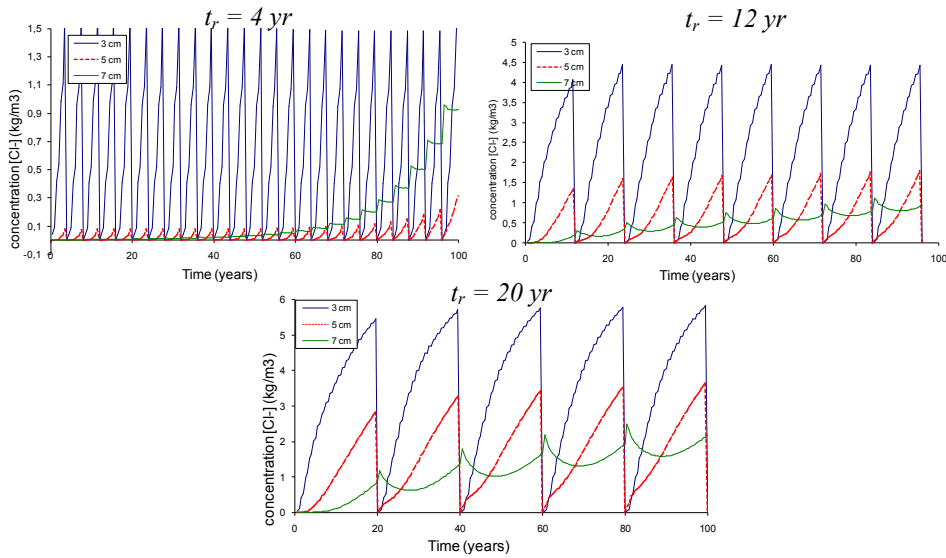 t_r = 4 yr
1,5
1,3
1,1
0,9
0,7
0,5
0,3
0,1
-0,1
concentration [Cl-] (kg/m3)
3 cm
5 cm
7 cm
0 20 40 60 80 100
Time (years)
t_r = 12 yr
5
4,5
4
3,5
3
2,5
2
1,5
1
0,5
0
concentration [Cl-] (kg/m3)
3 cm
5 cm
7 cm
0 20 40 60 80 100
Time (years)
t_r = 20 yr
6
5
4
3
2
1
0
concentration [Cl-] (kg/m3)
3 cm
5 cm
7 cm
0 20 40 60 80 100
Time (years)